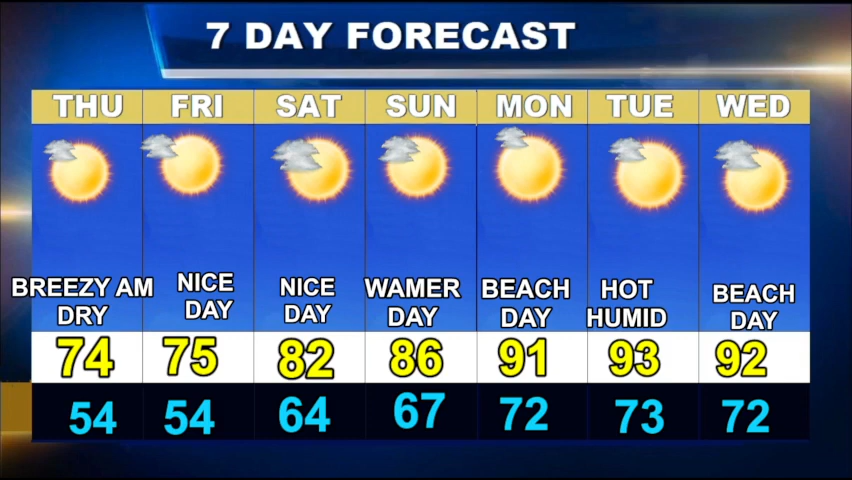 7 DAY FORECAST
THU FRI SAT SUN MON TUE WED
BREEZY AM
DRY
NICE
DAY
NICE
DAY
WAMER
DAY
BEACH
DAY
HOT
HUMID
BEACH
DAY
74 75 82 86 91 93 92
54 54 64 67 72 73 72